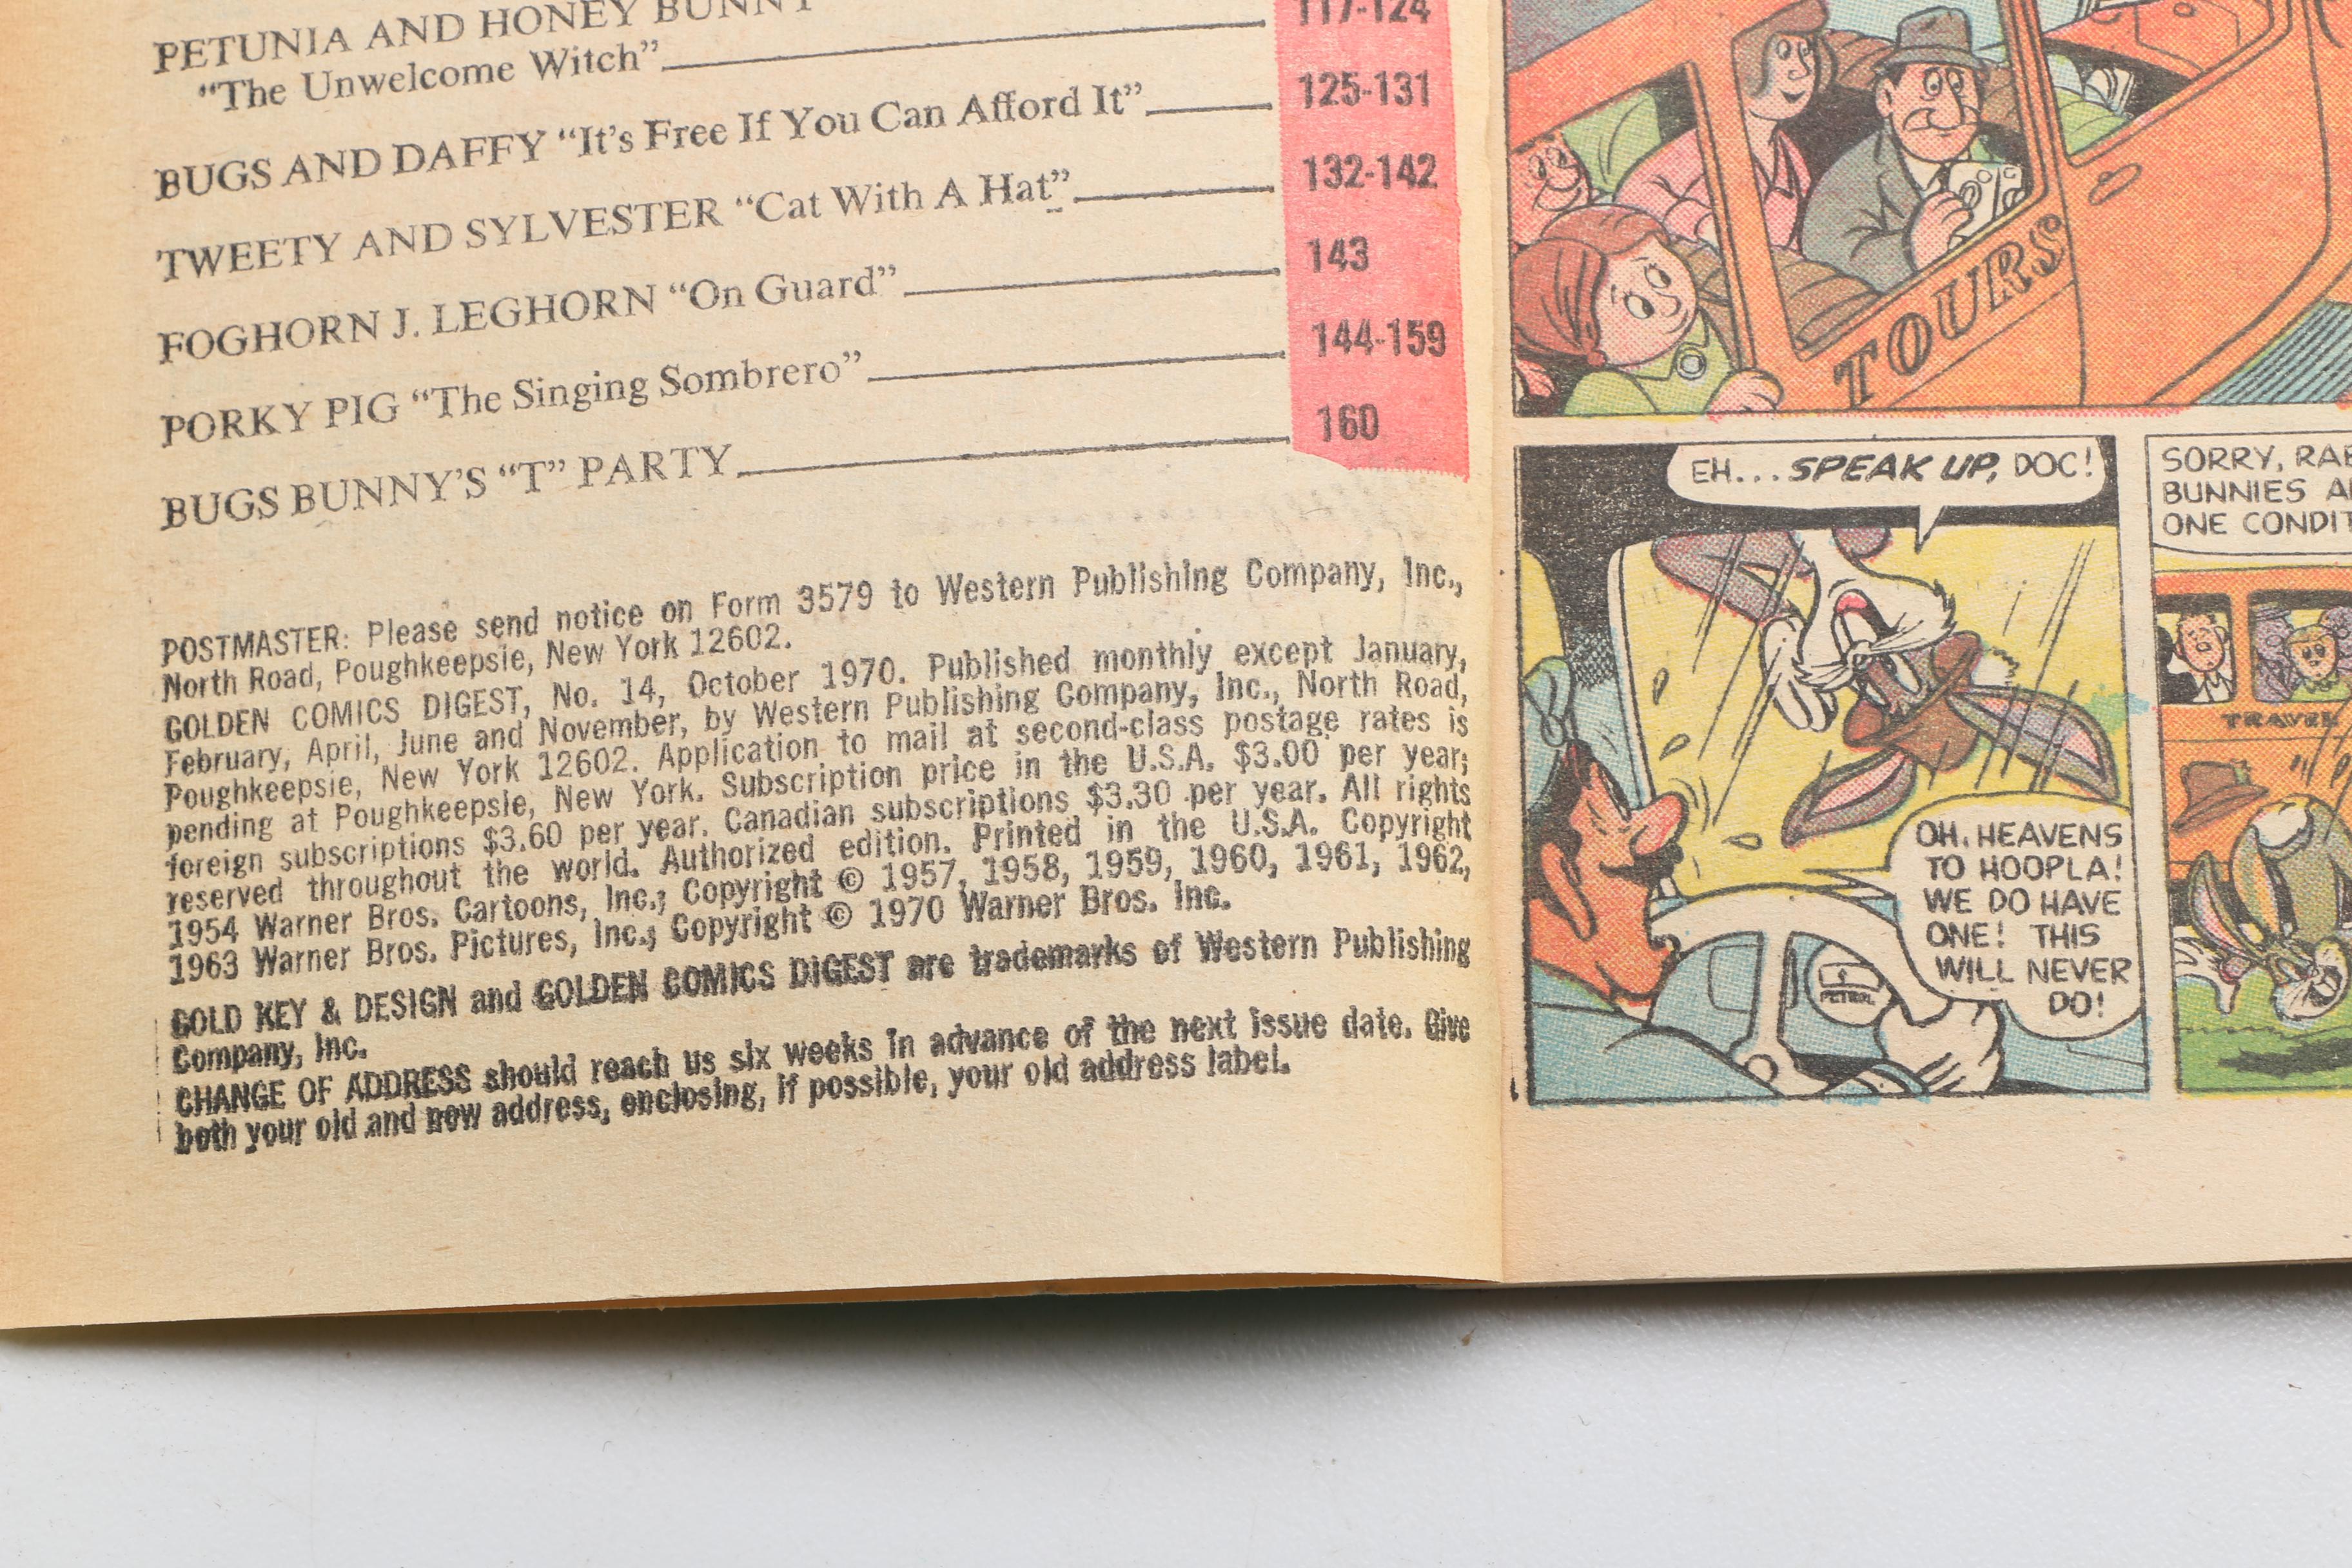 PETUNIA AND HONEY BUNNY
“The Unwelcome Witch” 117-124
BUGS AND DAFFY “It's Free If You Can Afford It” 125-131
TWEETY AND SYLVESTER “Cat With A Hat” 132-142
FOGHORN J. LEGHORN “On Guard” 143
PORKY PIG “The Singing Sombrero” 144-159
BUGS BUNNY'S “T” PARTY 160
POSTMASTER: Please send notice on Form 3579 to Western Publishing Company, Inc.,
North Road, Poughkeepsie, New York 12602.
GOLDEN COMICS DIGEST, No. 14, October 1970. Published monthly except January,
February, April, June and November, by Western Publishing Company, Inc., North Road,
Poughkeepsie, New York 12602. Application to mail at second-class postage rates is
pending at Poughkeepsie, New York. Subscription price in the U.S.A. $3.00 per year;
foreign subscriptions $3.60 per year. Canadian subscriptions $3.30 per year. All rights
reserved throughout the world. Authorized edition. Printed in the U.S.A. Copyright
1954 Warner Bros. Cartoons, Inc.; Copyright © 1957, 1958, 1959, 1960, 1961, 1962,
1963 Warner Bros. Pictures, Inc.; Copyright © 1970 Warner Bros. Inc.
GOLD KEY & DESIGN and GOLDEN COMICS DIGEST are trademarks of Western Publishing
Company, Inc.
CHANGE OF ADDRESS should reach us six weeks in advance of the next issue date. Give
both your old and new address, enclosing, if possible, your old address label.
TOURS
EH... SPEAK UP, DOC!
OH, HEAVENS
TO HOOPLA!
WE DO HAVE
ONE! THIS
WILL NEVER
DO!
PETROL
SORRY,
BUNNIES
ONE
TRAVEL